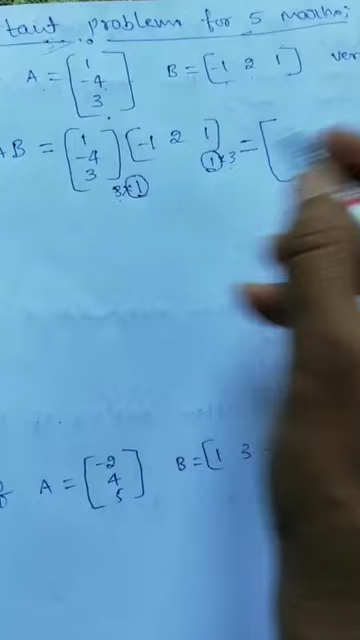 tant problems for 5 marks;
A = [1 -4 3] B = [-1 2 1] ver
AB = [1 -4 3] [-1 2 1] = [
3×1 1×3
A = [-2 4 5] B = [1 3